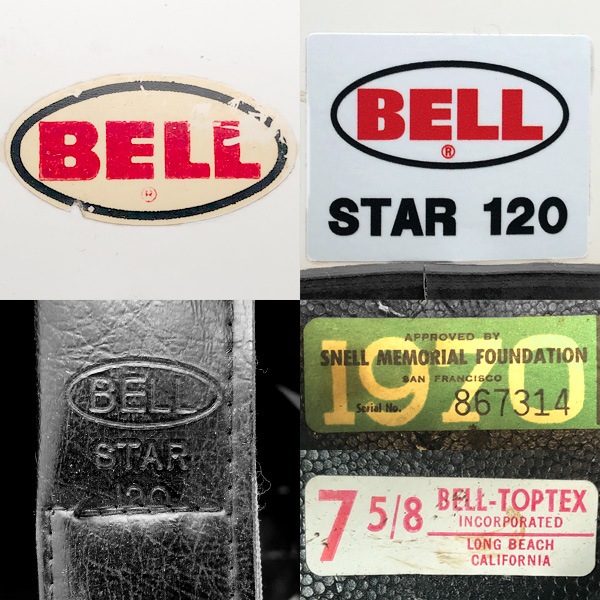 BELL
®
BELL
®
STAR 120
BELL
STAR
120
1970
APPROVED BY
SNELL MEMORIAL FOUNDATION
SAN FRANCISCO
Serial No. 867314
7 5/8 BELL-TOPTEX
INCORPORATED
LONG BEACH
CALIFORNIA